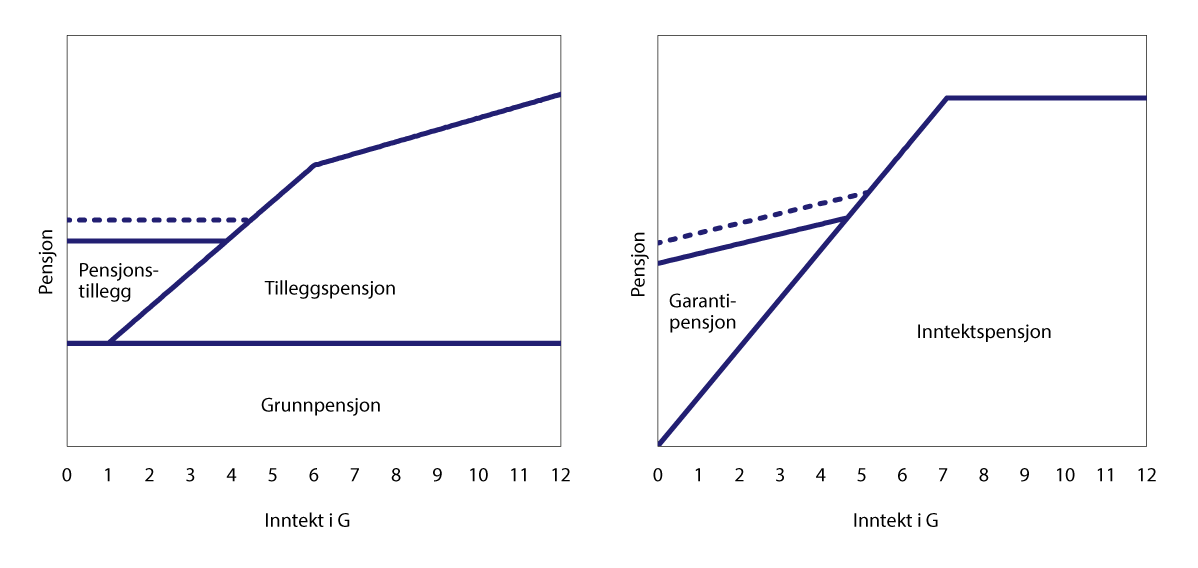 Pensjon
Pensjons-
tillegg
Tilleggspensjon
Grunnpensjon
0 1 2 3 4 5 6 7 8 9 10 11 12
Inntekt i G
Pensjon
Garanti-
pensjon
Inntektspensjon
0 1 2 3 4 5 6 7 8 9 10 11 12
Inntekt i G